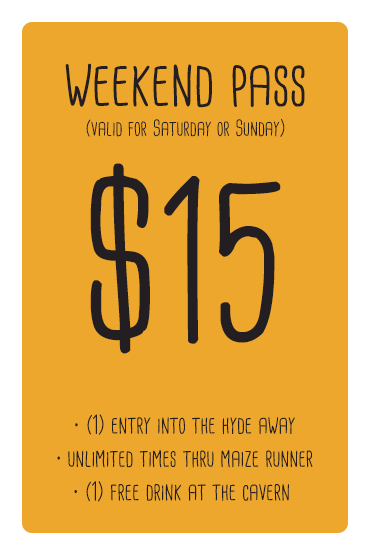 WEEKEND PASS
(VALID FOR SATURDAY OR SUNDAY)
$15
• (1) ENTRY INTO THE HYDE AWAY
• UNLIMITED TIMES THRU MAIZE RUNNER
• (1) FREE DRINK AT THE CAVERN